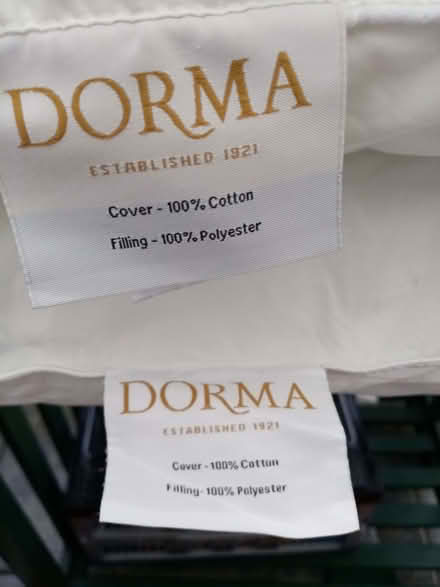 DORMA
ESTABLISHED 1921
Cover - 100% Cotton
Filling - 100% Polyester
DORMA
ESTABLISHED 1921
Cover - 100% Cotton
Filling - 100% Polyester